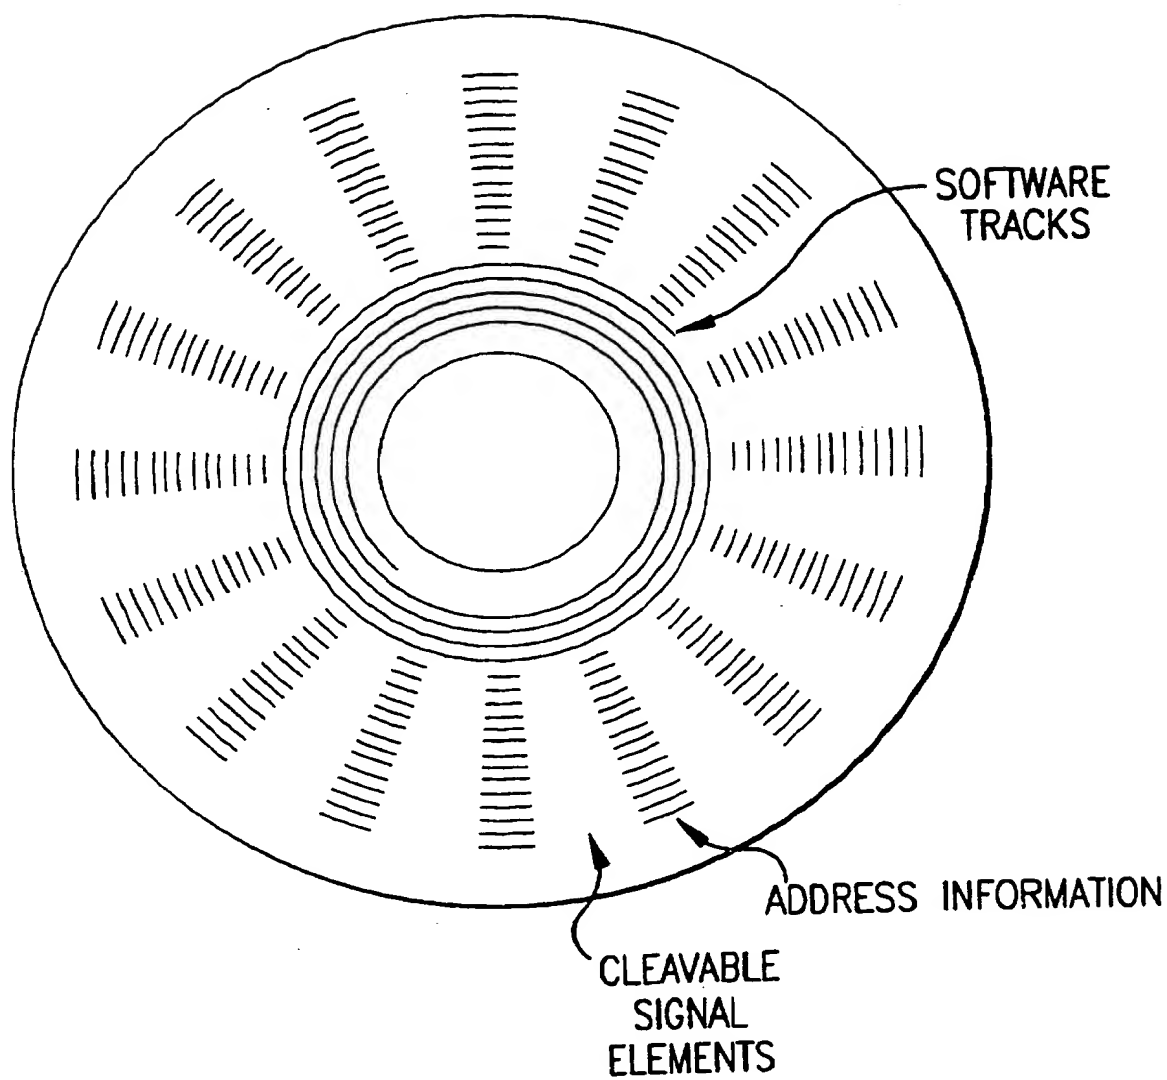 SOFTWARE
TRACKS
ADDRESS INFORMATION
CLEAVABLE
SIGNAL
ELEMENTS